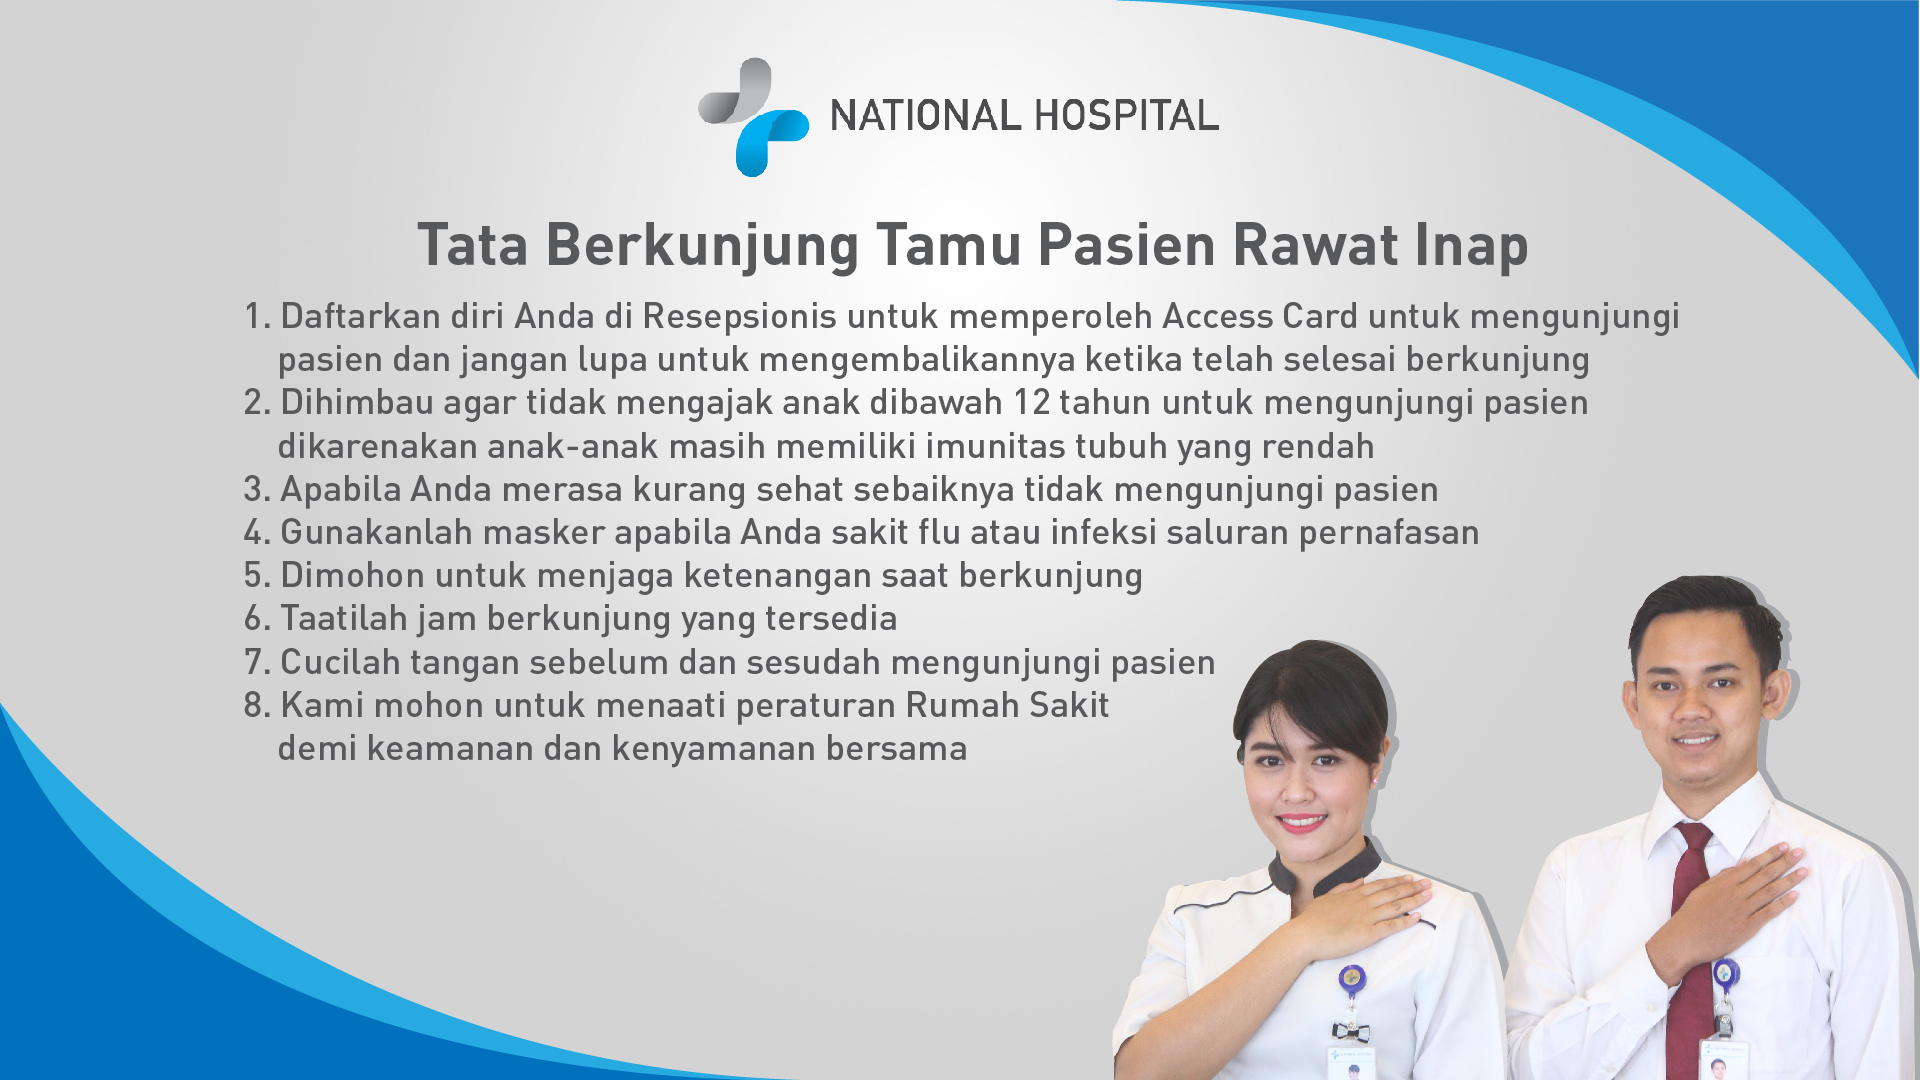 NATIONAL HOSPITAL
Tata Berkunjung Tamu Pasien Rawat Inap
1. Daftarkan diri Anda di Resepsionis untuk memperoleh Access Card untuk mengunjungi
pasien dan jangan lupa untuk mengembalikannya ketika telah selesai berkunjung
2. Dihimbau agar tidak mengajak anak dibawah 12 tahun untuk mengunjungi pasien
dikarenakan anak-anak masih memiliki imunitas tubuh yang rendah
3. Apabila Anda merasa kurang sehat sebaiknya tidak mengunjungi pasien
4. Gunakanlah masker apabila Anda sakit flu atau infeksi saluran pernafasan
5. Dimohon untuk menjaga ketenangan saat berkunjung
6. Taatilah jam berkunjung yang tersedia
7. Cucilah tangan sebelum dan sesudah mengunjungi pasien
8. Kami mohon untuk menaati peraturan Rumah Sakit
demi keamanan dan kenyamanan bersama